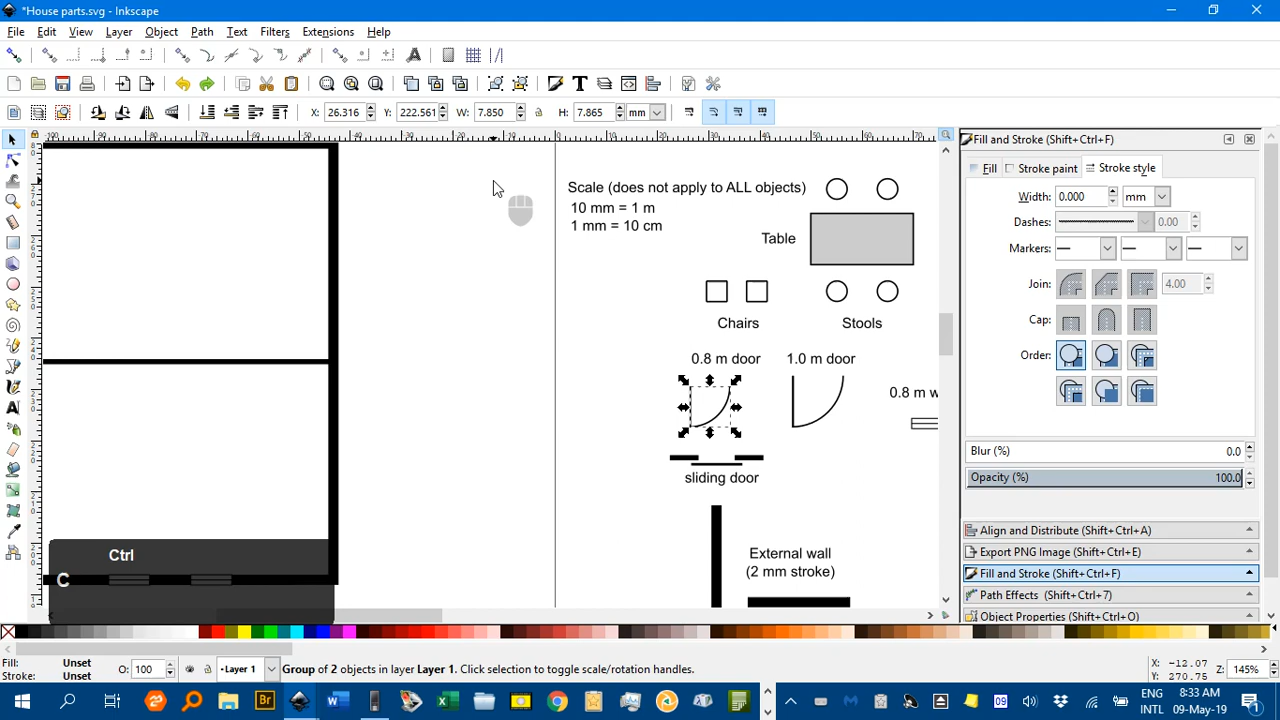 *House parts.svg - Inkscape
File Edit View Layer Object Path Text Filters Extensions Help
X: 26.316 Y: 222.561 W: 7.850 H: 7.865 mm
Fill and Stroke (Shift+Ctrl+F)
Fill Stroke paint Stroke style
Width: 0.000 mm
Dashes: 0.00
Markers:
Join: 4.00
Cap:
Order:
Blur (%) 0.0
Opacity (%) 100.0
Align and Distribute (Shift+Ctrl+A)
Export PNG Image (Shift+Ctrl+E)
Fill and Stroke (Shift+Ctrl+F)
Path Effects (Shift+Ctrl+7)
Object Properties (Shift+Ctrl+O)
Scale (does not apply to ALL objects)
10 mm = 1 m
1 mm = 10 cm
Table
Chairs Stools
0.8 m door 1.0 m door
0.8 m w
sliding door
External wall
(2 mm stroke)
Ctrl
C
Fill: Unset
Stroke: Unset
O: 100
Layer 1
Group of 2 objects in layer Layer 1. Click selection to toggle scale/rotation handles.
X: -12.07
Y: 270.75
Z: 145%
ENG
INTL
8:33 AM
09-May-19